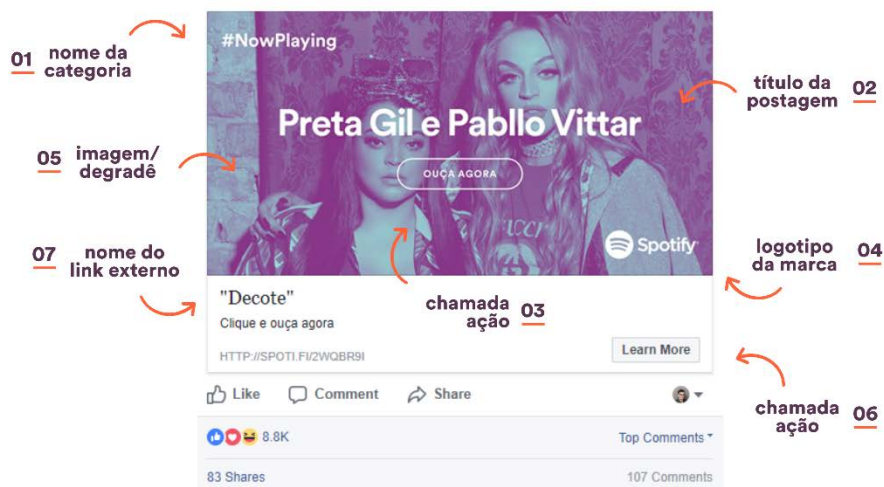 01 nome da
categoria
#NowPlaying
título da
postagem 02
Preta Gil e Pabllo Vittar
05 imagem/
degradê
OUÇA AGORA
GUCCI
07 nome do
link externo
Spotify
logotipo
da marca 04
"Decote"
Clique e ouça agora
HTTP://SPOTI.FI/2WQBR9I
chamada
ação 03
Learn More
Like Comment Share
chamada
ação 06
8.8K Top Comments
83 Shares 107 Comments